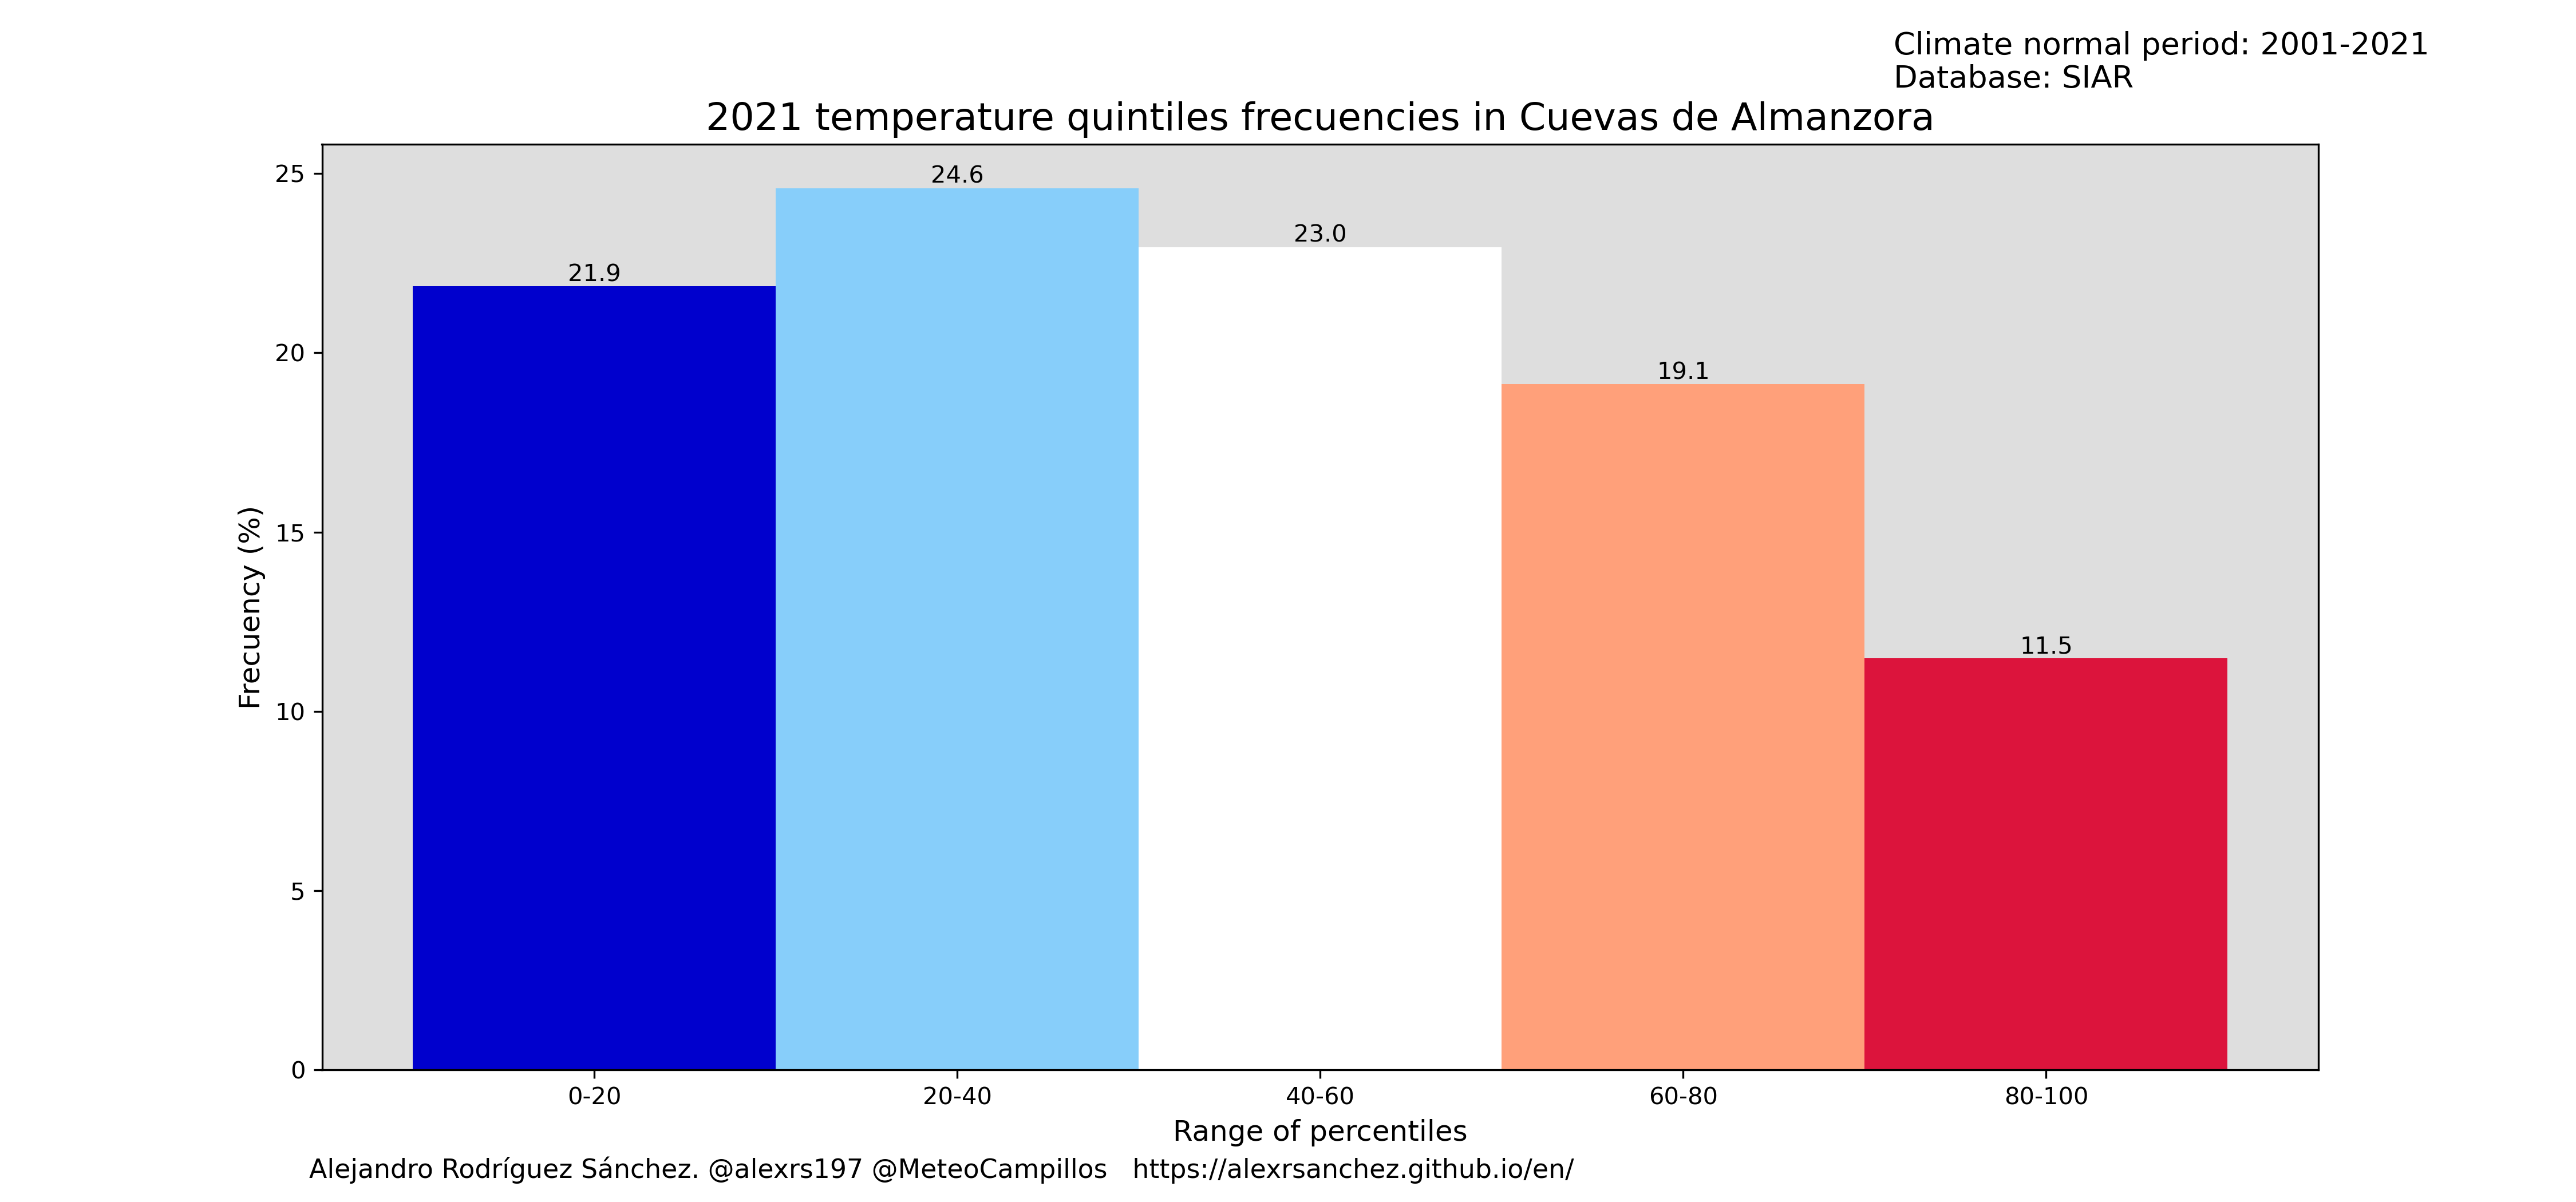 Climate normal period: 2001-2021
Database: SIAR
2021 temperature quintiles frecuencies in Cuevas de Almanzora
25
20
15
10
5
0
Frecuency (%)
21.9
24.6
23.0
19.1
11.5
0-20
20-40
40-60
60-80
80-100
Range of percentiles
Alejandro Rodríguez Sánchez. @alexrs197 @MeteoCampillos https://alexrsanchez.github.io/en/